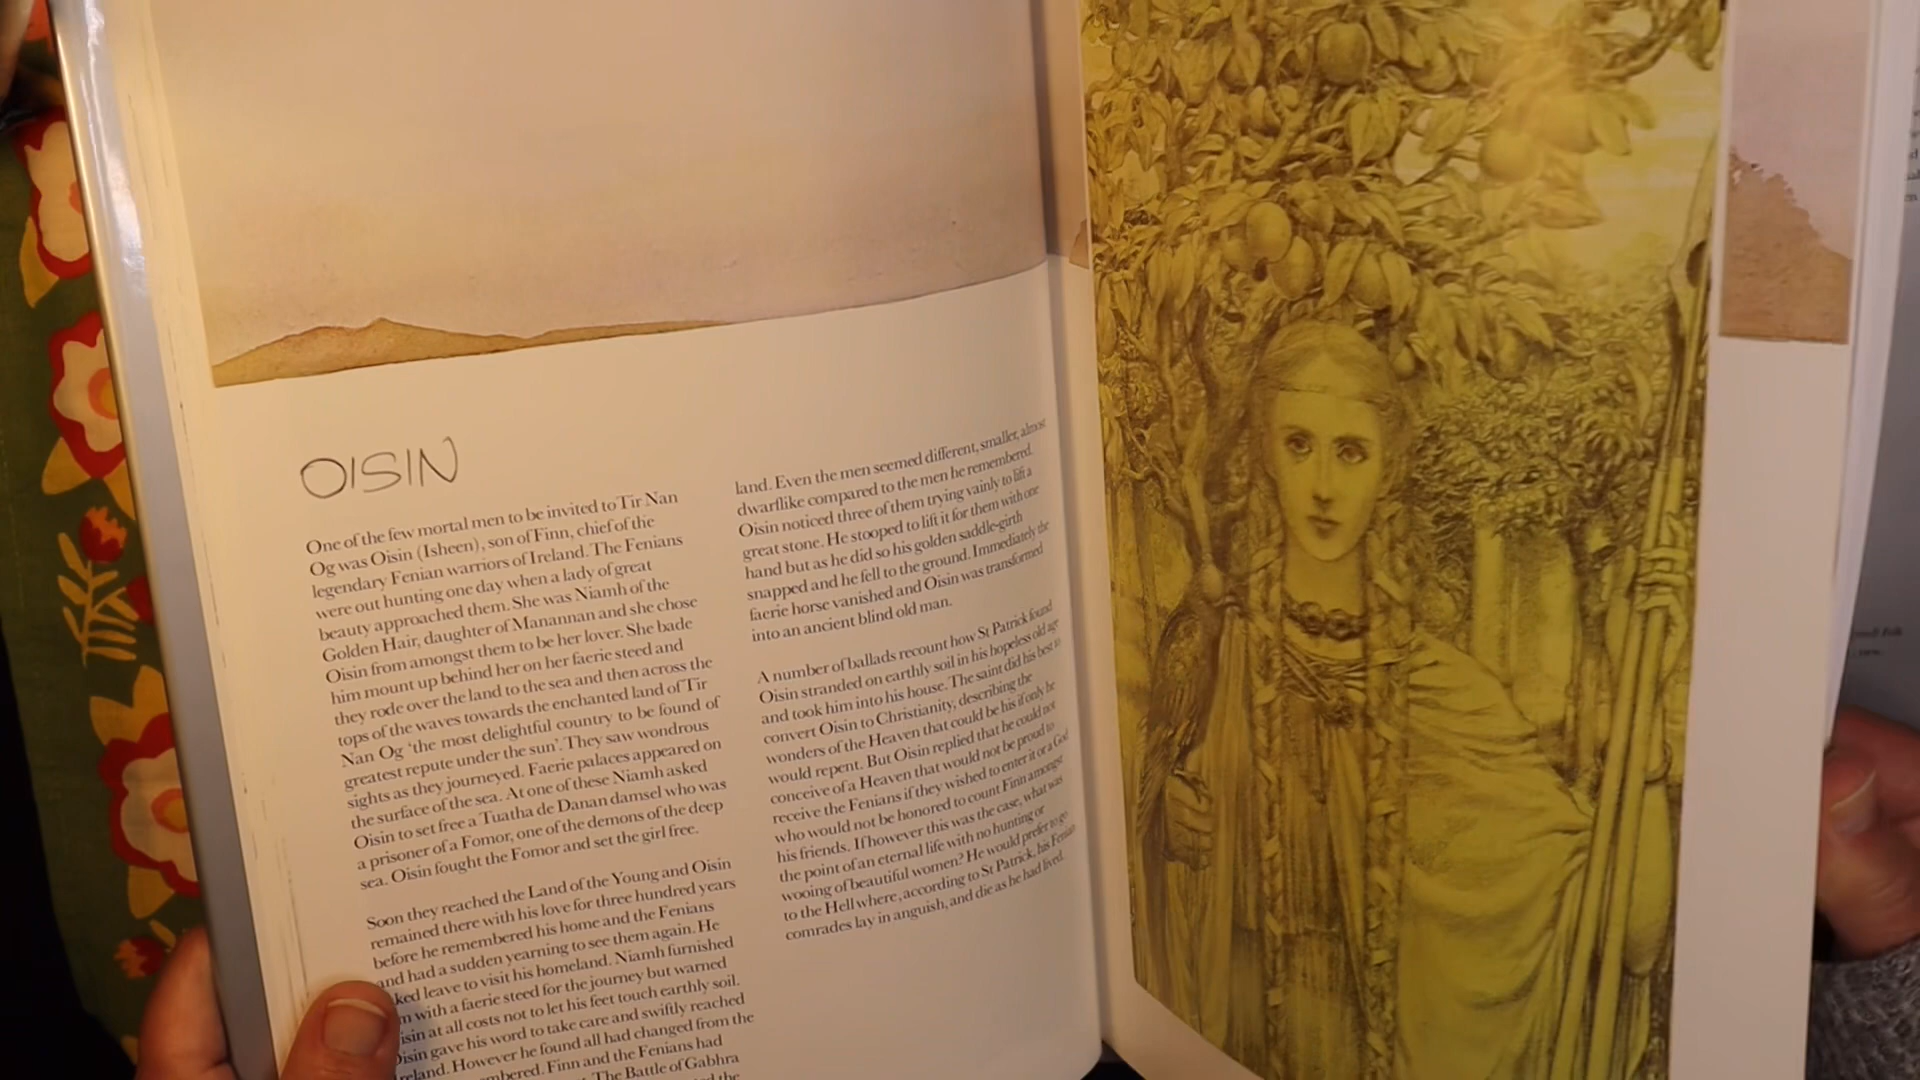 OISIN
One of the few mortal men to be invited to Tir Nan
Og was Oisin (Isheen), son of Finn, chief of the
legendary Fenian warriors of Ireland. The Fenians
were out hunting one day when a lady of great
beauty approached them. She was Niamh of the
Golden Hair, daughter of Manannan and she chose
Oisin from amongst them to be her lover. She bade
him mount up behind her on her faerie steed and
they rode over the land to the sea and then across the
tops of the waves towards the enchanted land of Tir
Nan Og 'the most delightful country to be found of
greatest repute under the sun'. They saw wondrous
sights as they journeyed. Faerie palaces appeared on
the surface of the sea. At one of these Niamh asked
Oisin to set free a Tuatha de Danan damsel who was
a prisoner of a Fomor, one of the demons of the deep
sea. Oisin fought the Fomor and set the girl free.
Soon they reached the Land of the Young and Oisin
remained there with his love for three hundred years
before he remembered his home and the Fenians
and had a sudden yearning to see them again. He
ked leave to visit his homeland. Niamh furnished
m with a faerie steed for the journey but warned
isin at all costs not to let his feet touch earthly soil.
Oisin gave his word to take care and swiftly reached
reland. However he found all had changed from the
mbered. Finn and the Fenians had
The Battle of Gabhra
the
land. Even the men seemed different, smaller, almost
dwarflike compared to the men he remembered.
Oisin noticed three of them trying vainly to lift a
great stone. He stooped to lift it for them with one
hand but as he did so his golden saddle-girth
snapped and he fell to the ground. Immediately the
faerie horse vanished and Oisin was transformed
into an ancient blind old man.
A number of ballads recount how St Patrick found
Oisin stranded on earthly soil in his hopeless old age
and took him into his house. The saint did his best to
convert Oisin to Christianity, describing the
wonders of the Heaven that could be his if only he
would repent. But Oisin replied that he could not
conceive of a Heaven that would not be proud to
receive the Fenians if they wished to enter it or a God
who would not be honored to count Finn amongst
his friends. If however this was the case, what was
the point of an eternal life with no hunting or
wooing of beautiful women? He would prefer to go
to the Hell where, according to St Patrick, his Fenian
comrades lay in anguish, and die as he had lived.